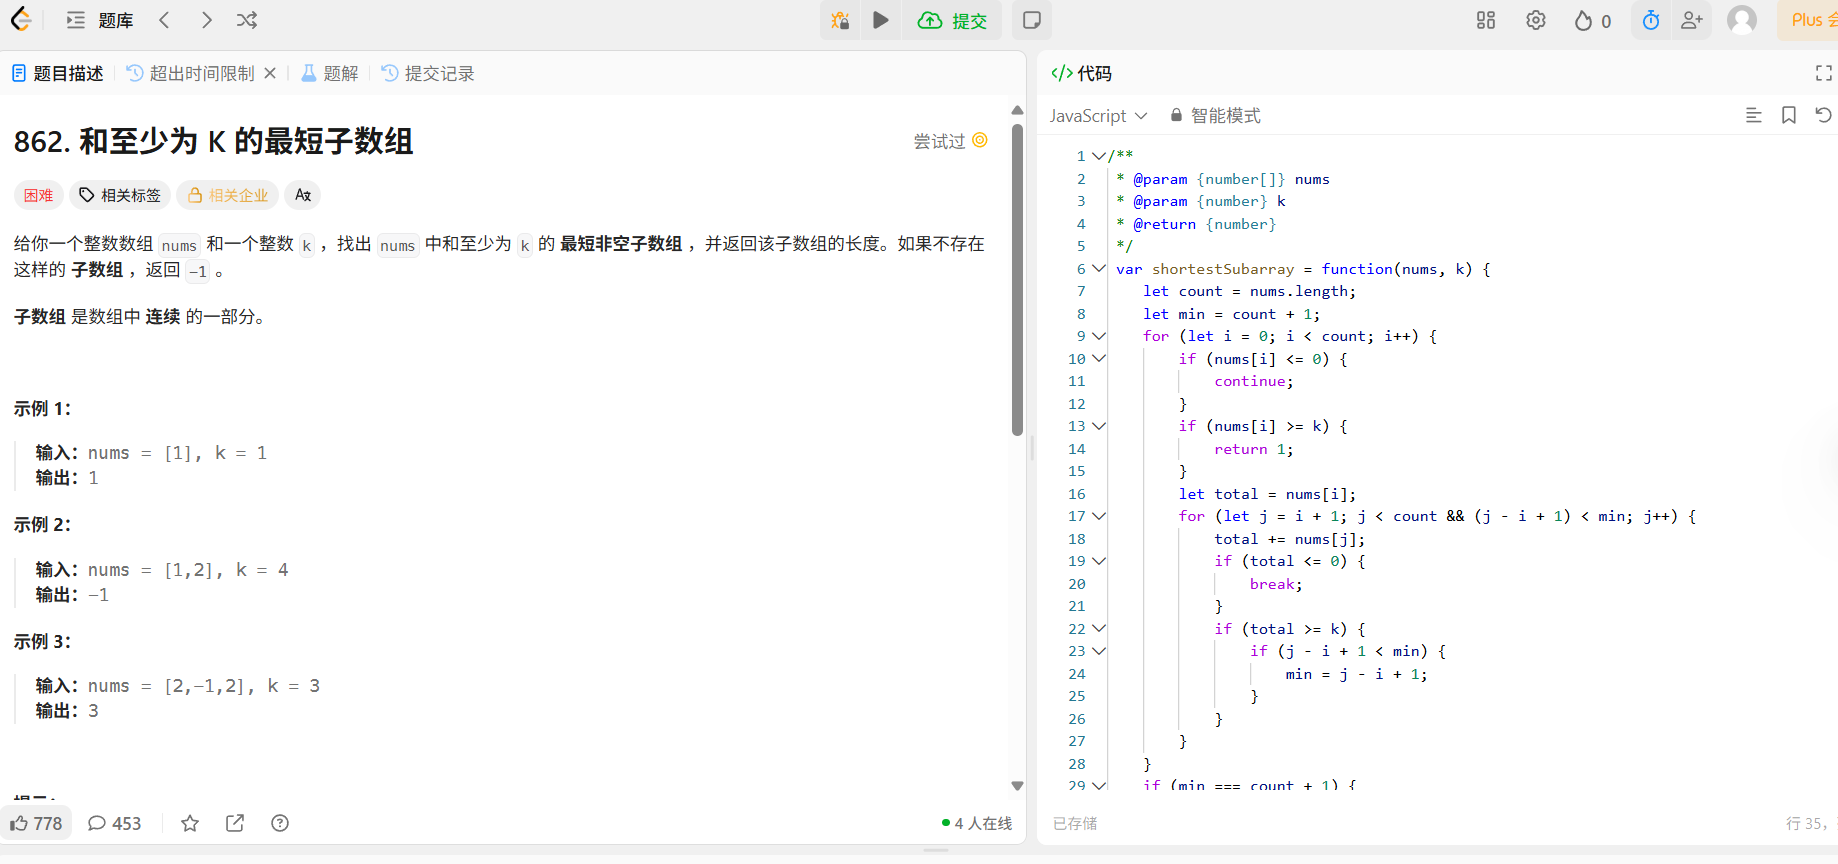 题库
提交
0
Plus 会
题目描述
超出时间限制
题解
提交记录
862. 和至少为 K 的最短子数组
尝试过
困难
相关标签
相关企业
给你一个整数数组 nums 和一个整数 k ，找出 nums 中和至少为 k 的 最短非空子数组 ，并返回该子数组的长度。如果不存在
这样的 子数组 ，返回 -1 。
子数组 是数组中 连续 的一部分。
示例 1：
输入：nums = [1], k = 1
输出：1
示例 2：
输入：nums = [1,2], k = 4
输出：-1
示例 3：
输入：nums = [2,-1,2], k = 3
输出：3
提示：
778
453
4 人在线
</> 代码
JavaScript
智能模式
1 /**
2 * @param {number[]} nums
3 * @param {number} k
4 * @return {number}
5 */
6 var shortestSubarray = function(nums, k) {
7 let count = nums.length;
8 let min = count + 1;
9 for (let i = 0; i < count; i++) {
10 if (nums[i] <= 0) {
11 continue;
12 }
13 if (nums[i] >= k) {
14 return 1;
15 }
16 let total = nums[i];
17 for (let j = i + 1; j < count && (j - i + 1) < min; j++) {
18 total += nums[j];
19 if (total <= 0) {
20 break;
21 }
22 if (total >= k) {
23 if (j - i + 1 < min) {
24 min = j - i + 1;
25 }
26 }
27 }
28 }
29 if (min === count + 1) {
已存储
行 35，